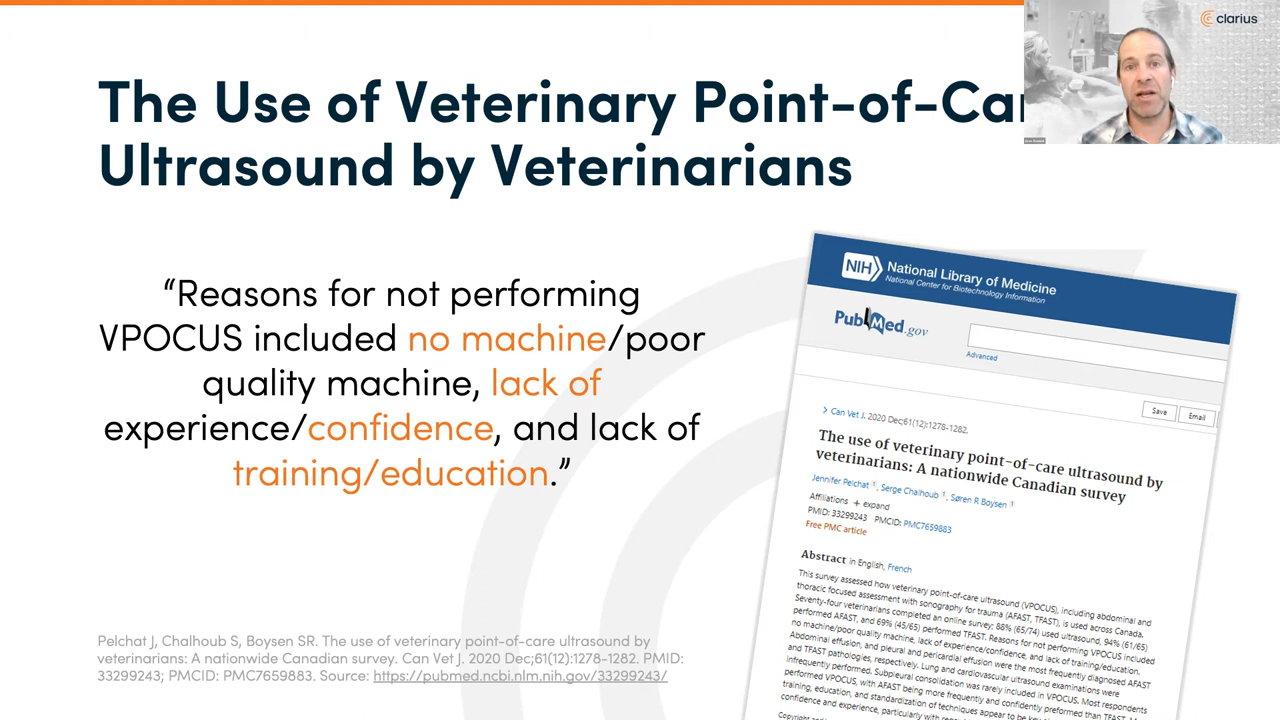 clarius
The Use of Veterinary Point-of-Car
Ultrasound by Veterinarians
“Reasons for not performing
VPOCUS included no machine/poor
quality machine, lack of
experience/confidence, and lack of
training/education.”
Pelchat J, Chalhoub S, Boysen SR. The use of veterinary point-of-care ultrasound by
veterinarians: A nationwide Canadian survey. Can Vet J. 2020 Dec;61(12):1278-1282. PMID:
33299243; PMCID: PMC7659883. Source: https://pubmed.ncbi.nlm.nih.gov/33299243/
NIH National Library of Medicine
National Center for Biotechnology Information
PubMed.gov
Advanced
Save Email
Can Vet J. 2020 Dec;61(12):1278-1282.
The use of veterinary point-of-care ultrasound by
veterinarians: A nationwide Canadian survey
Jennifer Pelchat 1, Serge Chalhoub 1, Søren R Boysen 1
Affiliations + expand
PMID: 33299243 PMCID: PMC7659883
Free PMC article
Abstract in English, French
This survey assessed how veterinary point-of-care ultrasound (VPOCUS), including abdominal and
thoracic focused assessment with sonography for trauma (AFAST, TFAST), is used across Canada.
Seventy-four veterinarians completed an online survey; 88% (65/74) used ultrasound, 94% (61/65)
performed AFAST, and 69% (45/65) performed TFAST. Reasons for not performing VPOCUS included
no machine/poor quality machine, lack of experience/confidence, and lack of training/education.
Abdominal effusion, and pleural and pericardial effusion were the most frequently diagnosed AFAST
and TFAST pathologies, respectively. Lung and cardiovascular ultrasound examinations were
infrequently performed. Subpleural consolidation was rarely included in VPOCUS. Most respondents
performed VPOCUS, with AFAST being more frequently and confidently preformed than TFAST. M
training, education, and standardization of techniques appear to be key
confidence and experience, particularly with
Copyright and/or